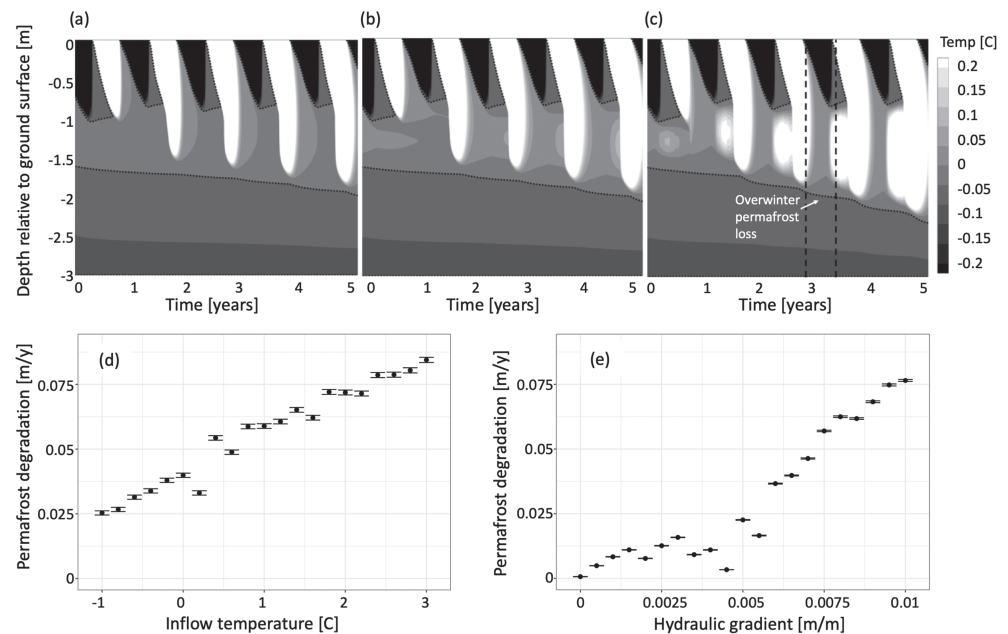 (a)
(b)
(c)
Depth relative to ground surface [m]
0
-0.5
-1
-1.5
-2
-2.5
-3
Overwinter
permafrost
loss
Temp [C]
0.2
0.15
0.1
0.05
0
-0.05
-0.1
-0.15
-0.2
0 1 2 3 4 5
0 1 2 3 4 5
0 1 2 3 4 5
Time [years]
Time [years]
Time [years]
(d)
Permafrost degradation [m/y]
0.075
0.05
0.025
0
-1 0 1 2 3
Inflow temperature [C]
(e)
Permafrost degradation [m/y]
0.075
0.05
0.025
0
0 0.0025 0.005 0.0075 0.01
Hydraulic gradient [m/m]